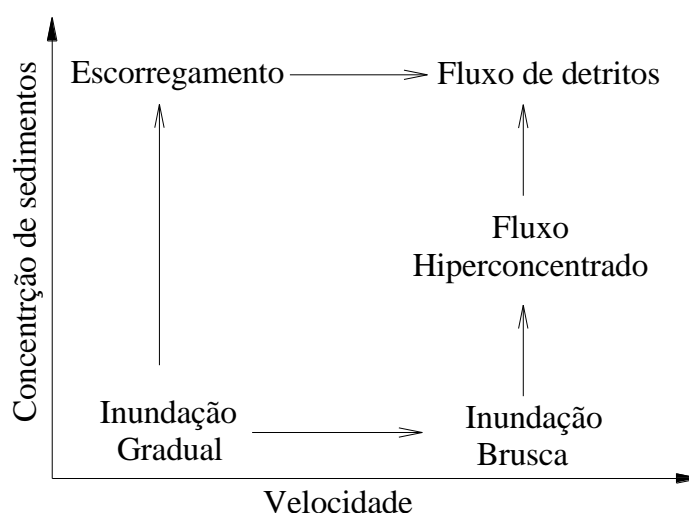 Concentrção de sedimentos
Escorregamento
Fluxo de detritos
Fluxo
Hiperconcentrado
Inundação
Gradual
Inundação
Brusca
Velocidade